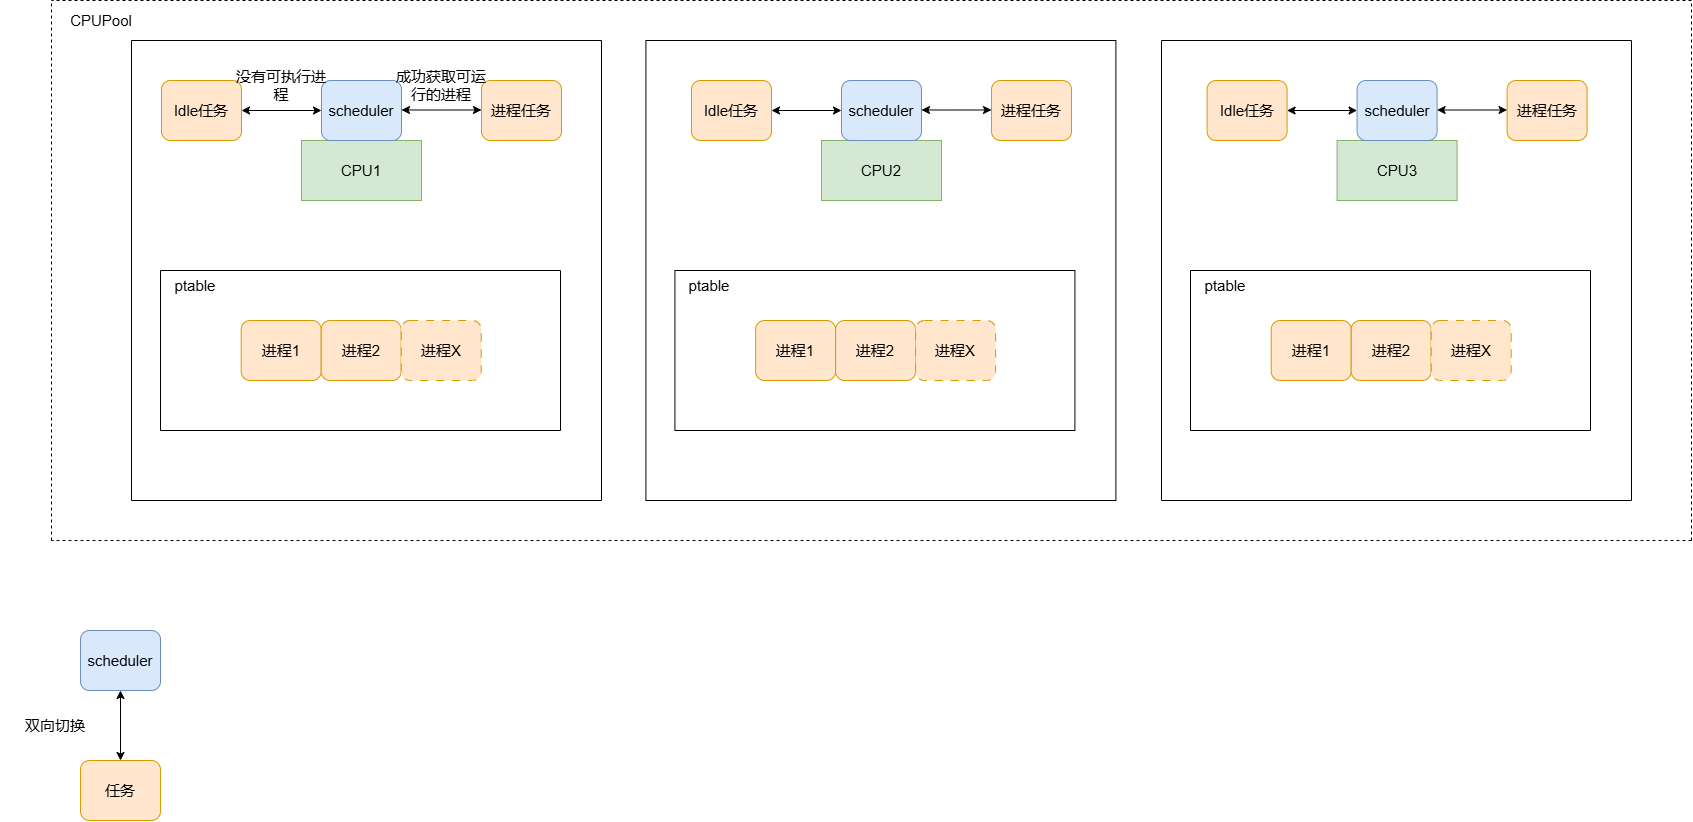 CPUPool
没有可执行进
程
成功获取可运
行的进程
Idle任务
scheduler
进程任务
CPU1
Idle任务
scheduler
进程任务
CPU2
Idle任务
scheduler
进程任务
CPU3
ptable
进程1
进程2
进程X
ptable
进程1
进程2
进程X
ptable
进程1
进程2
进程X
scheduler
双向切换
任务